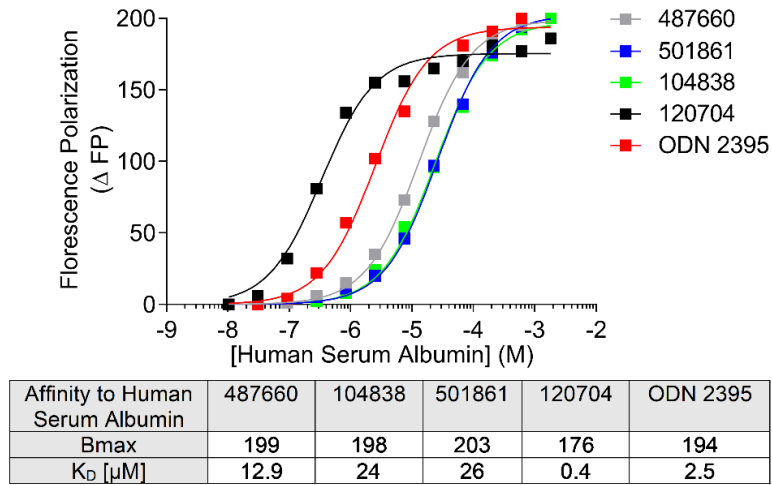 Florescence Polarization
(Δ FP)
200
150
100
50
0
-9 -8 -7 -6 -5 -4 -3 -2
[Human Serum Albumin] (M)
487660
501861
104838
120704
ODN 2395
Affinity to Human Serum Albumin 487660 104838 501861 120704 ODN 2395
Bmax 199 198 203 176 194
K_D [µM] 12.9 24 26 0.4 2.5